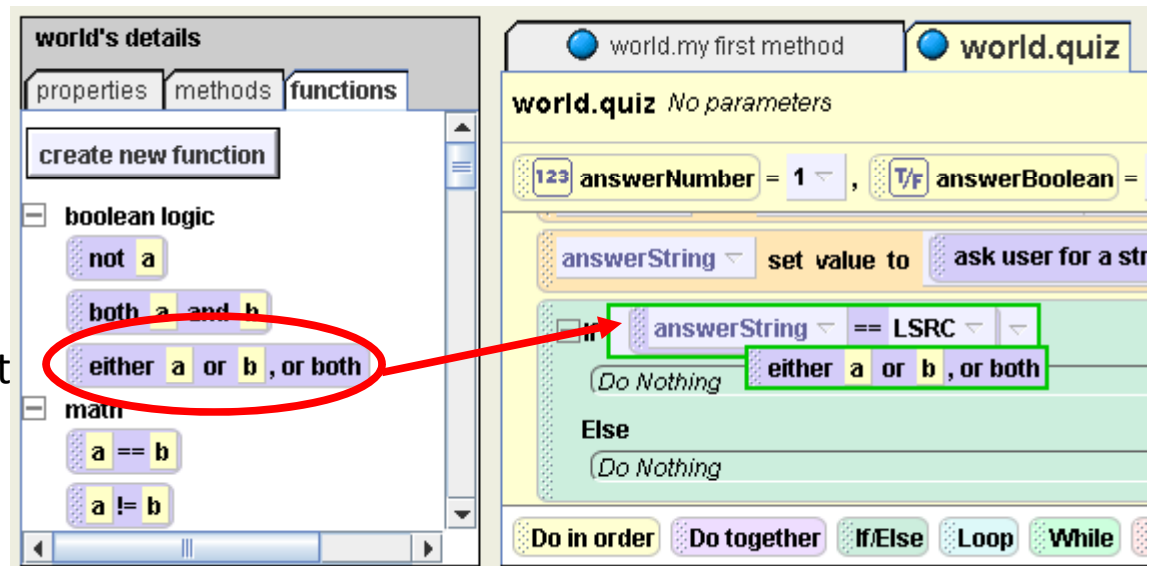 world's details
properties methods functions
create new function
boolean logic
not a
both a and b
either a or b , or both
math
a == b
a != b
t
world.my first method world.quiz
world.quiz No parameters
123 answerNumber = 1 , T/F answerBoolean =
answerString set value to ask user for a str
If answerString == LSRC
either a or b , or both
(Do Nothing
Else
(Do Nothing
Do in order Do together If/Else Loop While